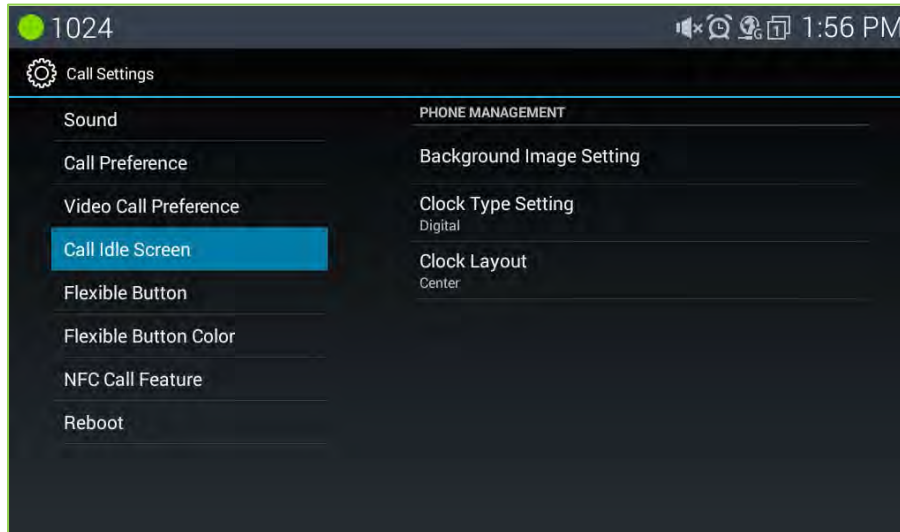 1024
1:56 PM
Call Settings
Sound
Call Preference
Video Call Preference
Call Idle Screen
Flexible Button
Flexible Button Color
NFC Call Feature
Reboot
PHONE MANAGEMENT
Background Image Setting
Clock Type Setting
Digital
Clock Layout
Center